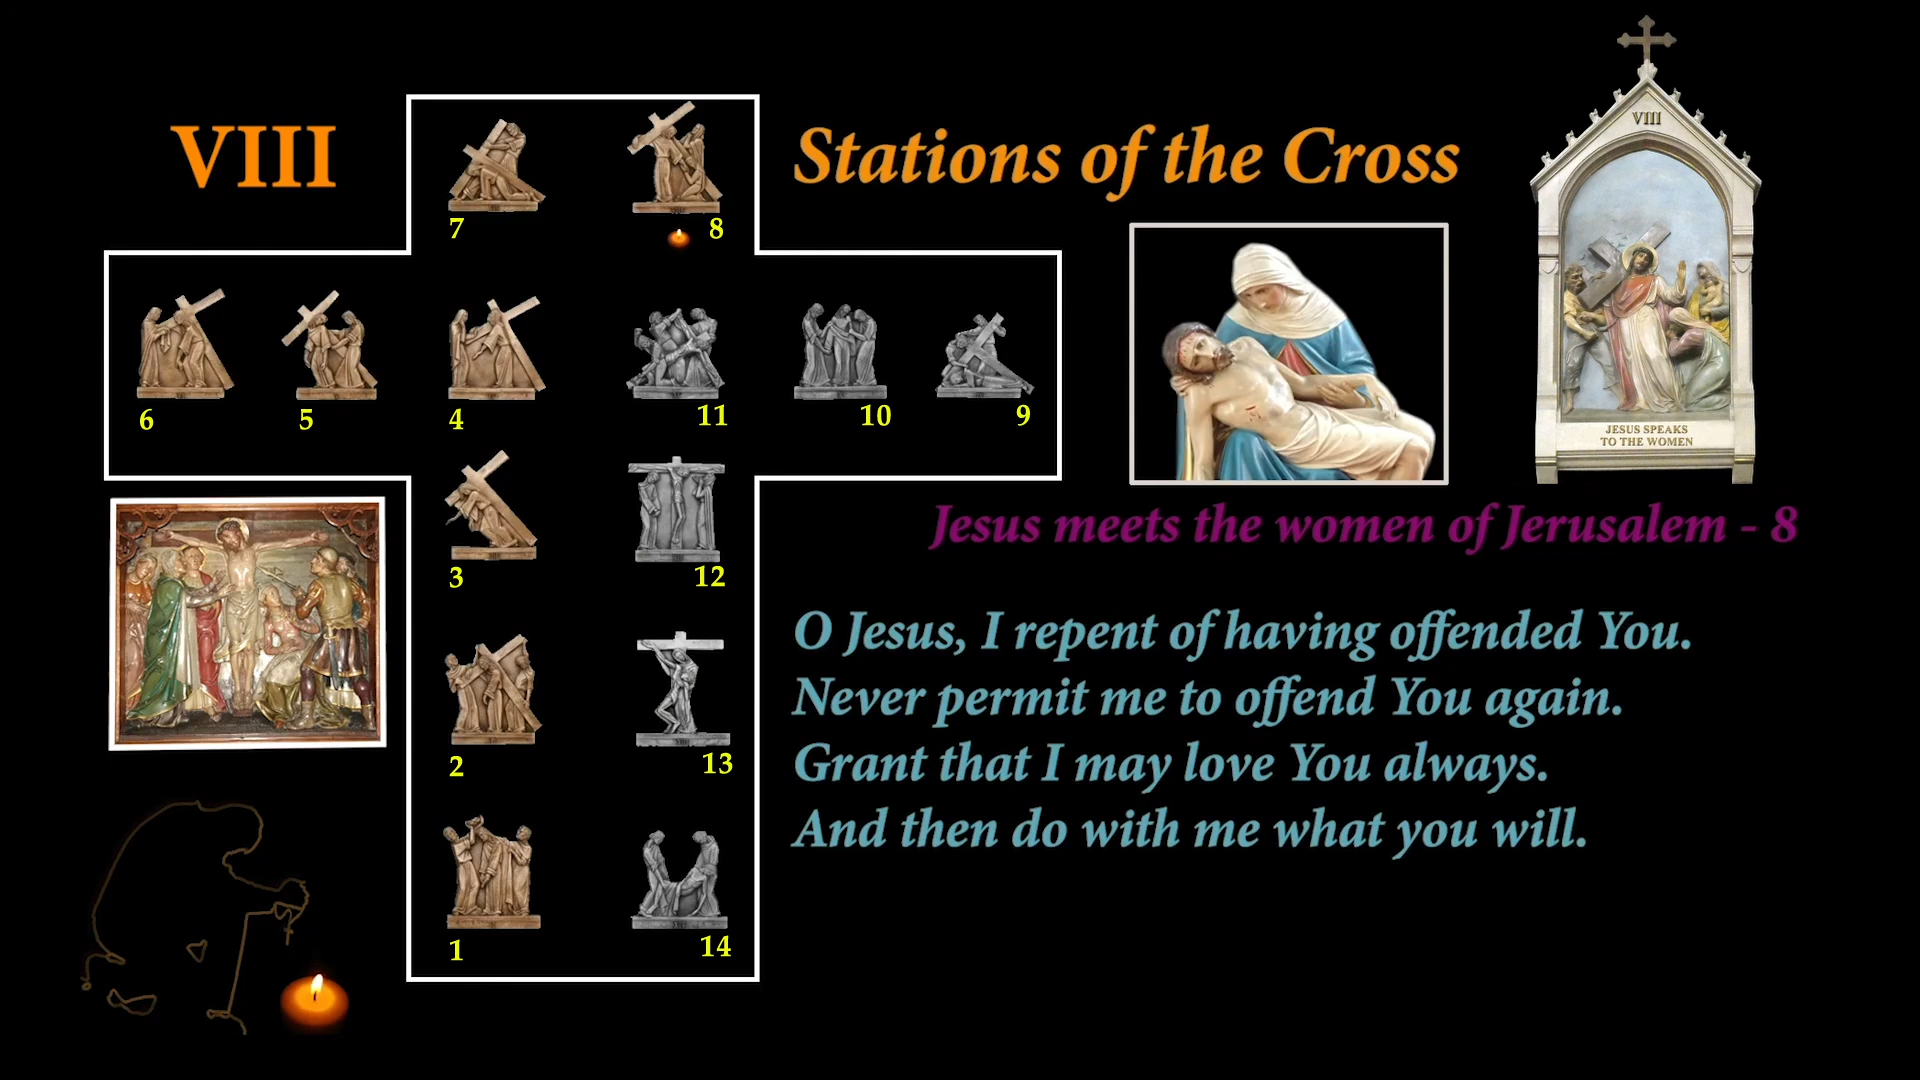 VIII
Stations of the Cross
VIII
7
8
6
5
4
11
10
9
JESUS SPEAKS
TO THE WOMEN
Jesus meets the women of Jerusalem - 8
3
12
O Jesus, I repent of having offended You.
Never permit me to offend You again.
Grant that I may love You always.
And then do with me what you will.
2
13
1
14